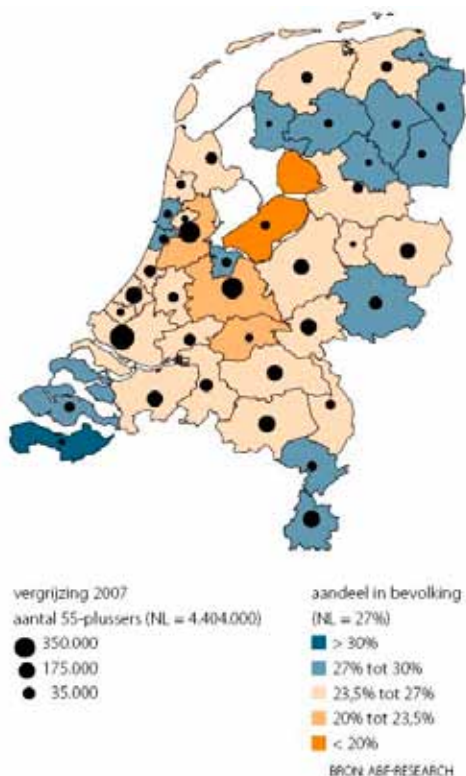 vergrijzing 2007
aantal 55-plussers (NL = 4.404.000)
350.000
175.000
35.000
aandeel in bevolking
(NL = 27%)
> 30%
27% tot 30%
23,5% tot 27%
20% tot 23,5%
< 20%
BRON: ABF-RESEARCH